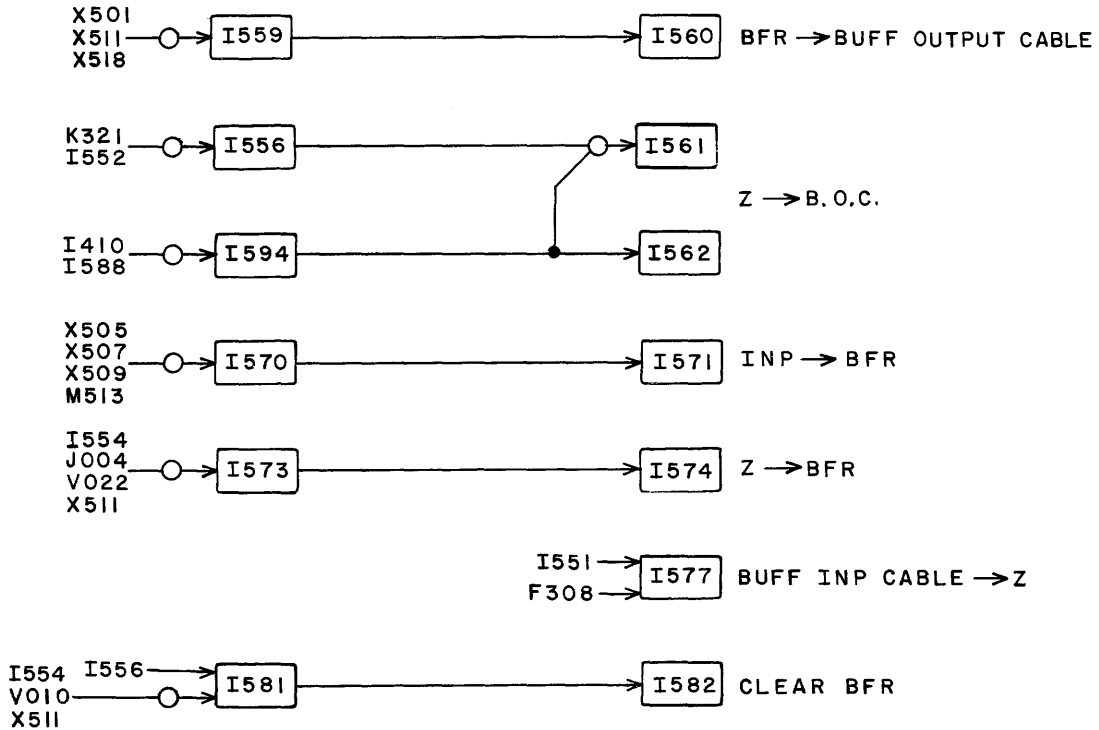 X501
X511
X518
I559
I560
BFR → BUFF OUTPUT CABLE
K321
I552
I556
I561
Z → B.O.C.
I410
I588
I594
I562
X505
X507
X509
M513
I570
I571
INP → BFR
I554
J004
V022
X511
I573
I574
Z → BFR
I551
F308
I577
BUFF INP CABLE → Z
I554
V010
X511
I556
I581
I582
CLEAR BFR